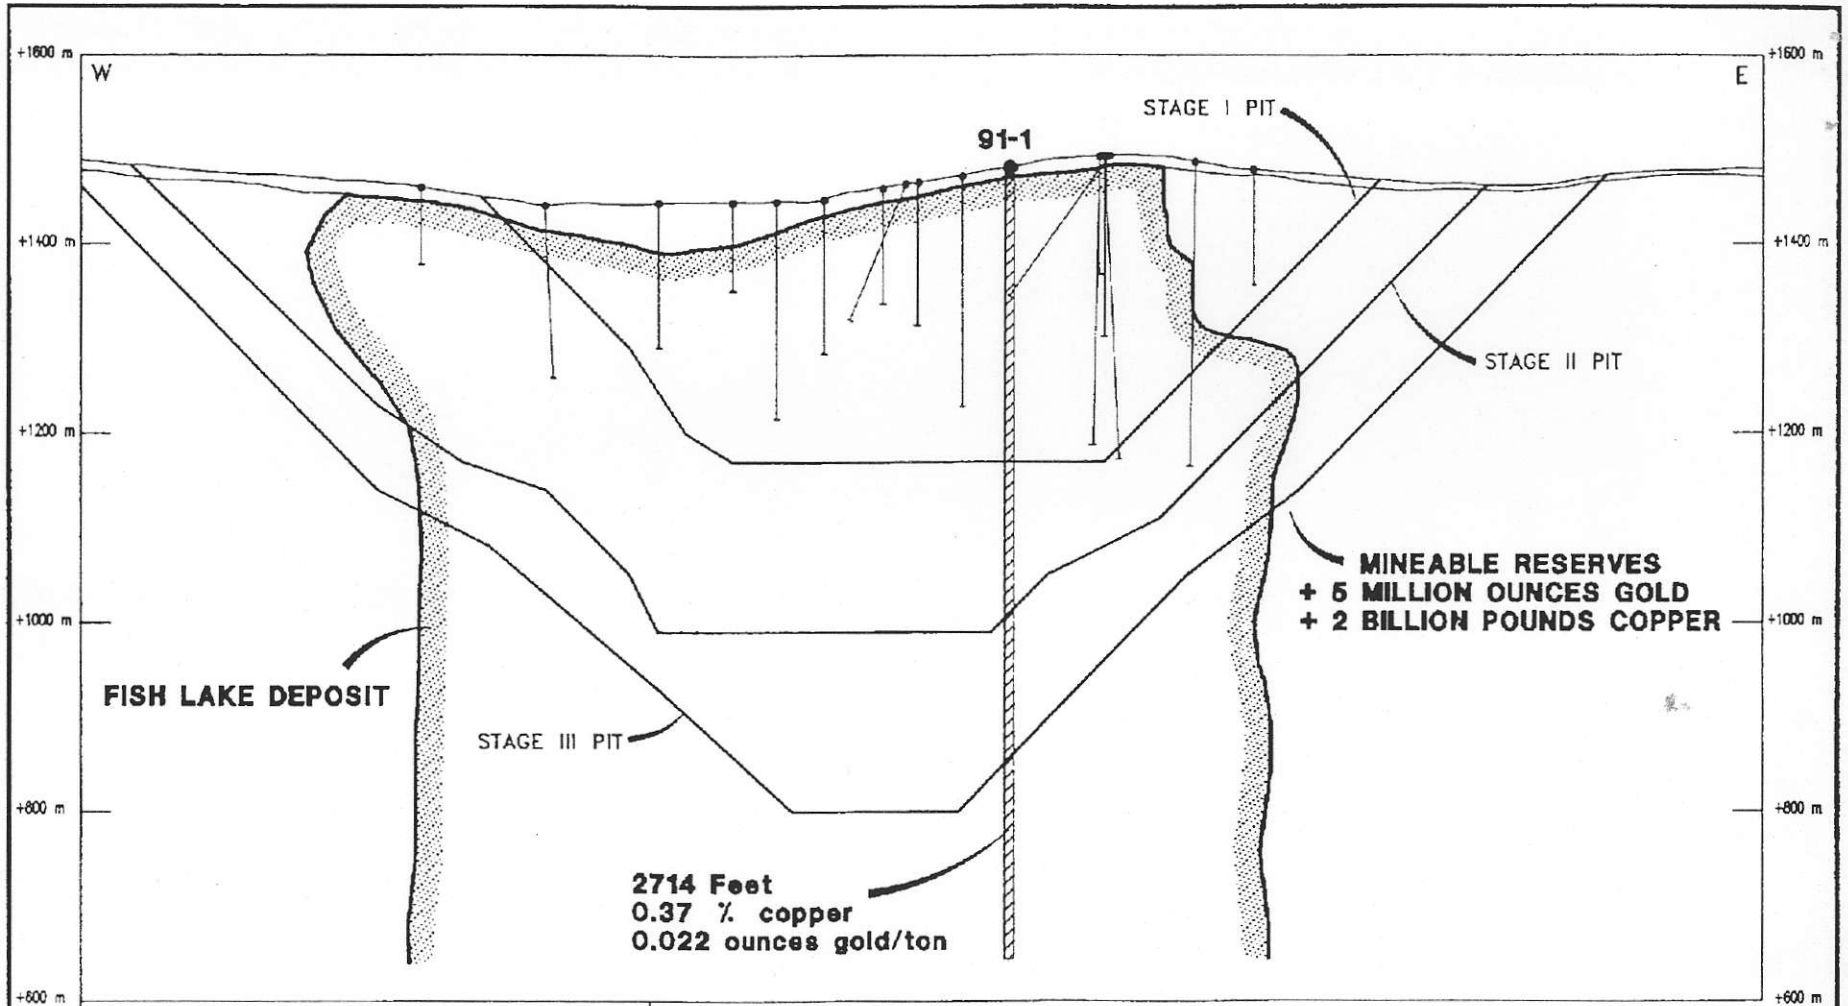 +1600 m
+1600 m
W
E
STAGE I PIT
91-1
+1400 m
+1400 m
STAGE II PIT
+1200 m
+1200 m
MINEABLE RESERVES
+ 5 MILLION OUNCES GOLD
+ 2 BILLION POUNDS COPPER
+1000 m
+1000 m
FISH LAKE DEPOSIT
STAGE III PIT
+800 m
+800 m
2714 Feet
0.37 % copper
0.022 ounces gold/ton
+600 m
+600 m